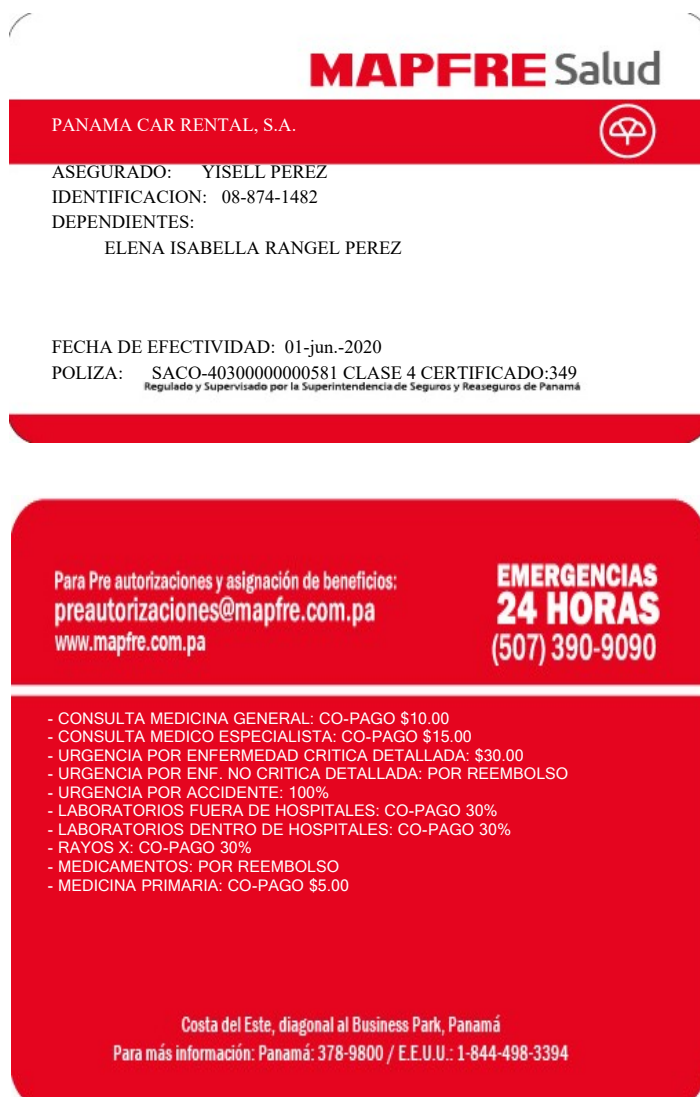 MAPFRE Salud
PANAMA CAR RENTAL, S.A.
ASEGURADO: YISELL PEREZ
IDENTIFICACION: 08-874-1482
DEPENDIENTES:
ELENA ISABELLA RANGEL PEREZ
FECHA DE EFECTIVIDAD: 01-jun.-2020
POLIZA: SACO-40300000000581 CLASE 4 CERTIFICADO:349
Regulado y Supervisado por la Superintendencia de Seguros y Reaseguros de Panamá
Para Pre autorizaciones y asignación de beneficios:
preautorizaciones@mapfre.com.pa
www.mapfre.com.pa
EMERGENCIAS
24 HORAS
(507) 390-9090
- CONSULTA MEDICINA GENERAL: CO-PAGO $10.00
- CONSULTA MEDICO ESPECIALISTA: CO-PAGO $15.00
- URGENCIA POR ENFERMEDAD CRITICA DETALLADA: $30.00
- URGENCIA POR ENF. NO CRITICA DETALLADA: POR REEMBOLSO
- URGENCIA POR ACCIDENTE: 100%
- LABORATORIOS FUERA DE HOSPITALES: CO-PAGO 30%
- LABORATORIOS DENTRO DE HOSPITALES: CO-PAGO 30%
- RAYOS X: CO-PAGO 30%
- MEDICAMENTOS: POR REEMBOLSO
- MEDICINA PRIMARIA: CO-PAGO $5.00
Costa del Este, diagonal al Business Park, Panamá
Para más información: Panamá: 378-9800 / E.E.U.U.: 1-844-498-3394